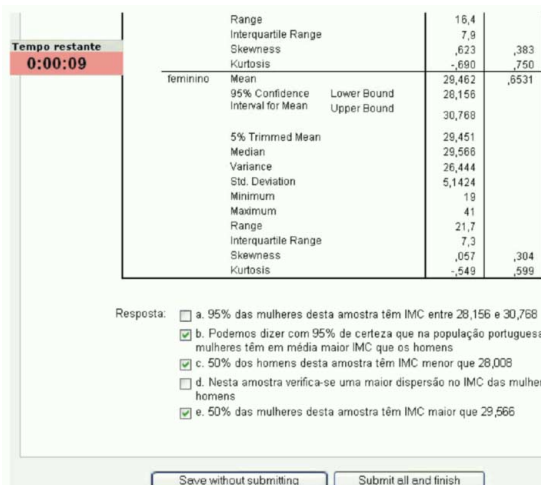 Range 16,4
Interquartile Range 7,9
Tempo restante
0:00:09
Skewness ,623 ,383
Kurtosis -,690 ,750
feminino Mean 29,462 ,6531
95% Confidence Lower Bound 28,156
Interval for Mean Upper Bound
30,768
5% Trimmed Mean 29,451
Median 29,566
Variance 26,444
Std. Deviation 5,1424
Minimum 19
Maximum 41
Range 21,7
Interquartile Range 7,3
Skewness ,057 ,304
Kurtosis -,549 ,599
Resposta: a. 95% das mulheres desta amostra têm IMC entre 28,156 e 30,768
b. Podemos dizer com 95% de certeza que na população portuguesa
mulheres têm em média maior IMC que os homens
c. 50% dos homens desta amostra têm IMC menor que 28,008
d. Nesta amostra verifica-se uma maior dispersão no IMC das mulhe
homens
e. 50% das mulheres desta amostra têm IMC maior que 29,566
Save without submitting Submit all and finish